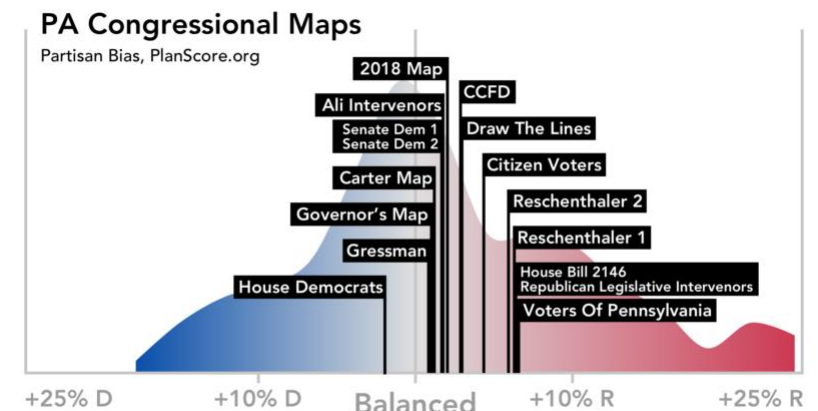 PA Congressional Maps
Partisan Bias, PlanScore.org
2018 Map
CCFD
Ali Intervenors
Senate Dem 1
Senate Dem 2
Draw The Lines
Citizen Voters
Carter Map
Reschenthaler 2
Governor's Map
Reschenthaler 1
Gressman
House Bill 2146
Republican Legislative Intervenors
House Democrats
Voters Of Pennsylvania
+25% D
+10% D
Balanced
+10% R
+25% R